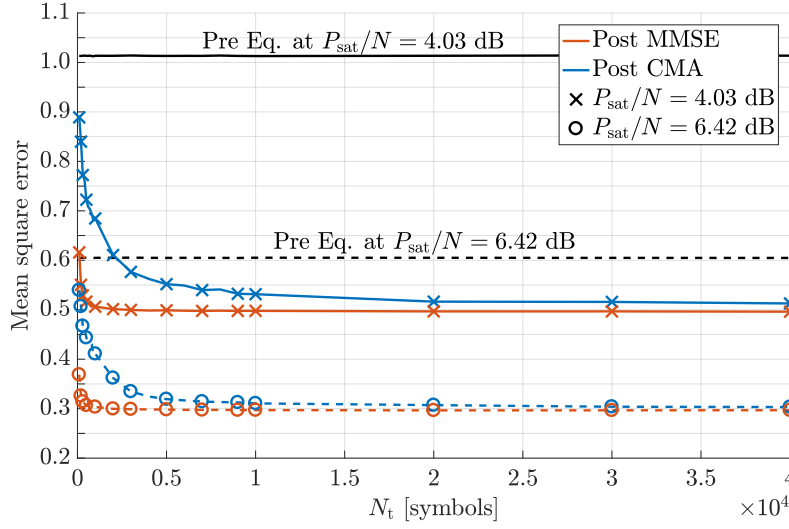 1.1
1.0
0.9
0.8
0.7
0.6
0.5
0.4
0.3
0.2
Mean square error
Pre Eq. at P_sat/N = 4.03 dB
Pre Eq. at P_sat/N = 6.42 dB
Post MMSE
Post CMA
P_sat/N = 4.03 dB
P_sat/N = 6.42 dB
0 0.5 1 1.5 2 2.5 3 3.5 4
N_t [symbols]
×10^4